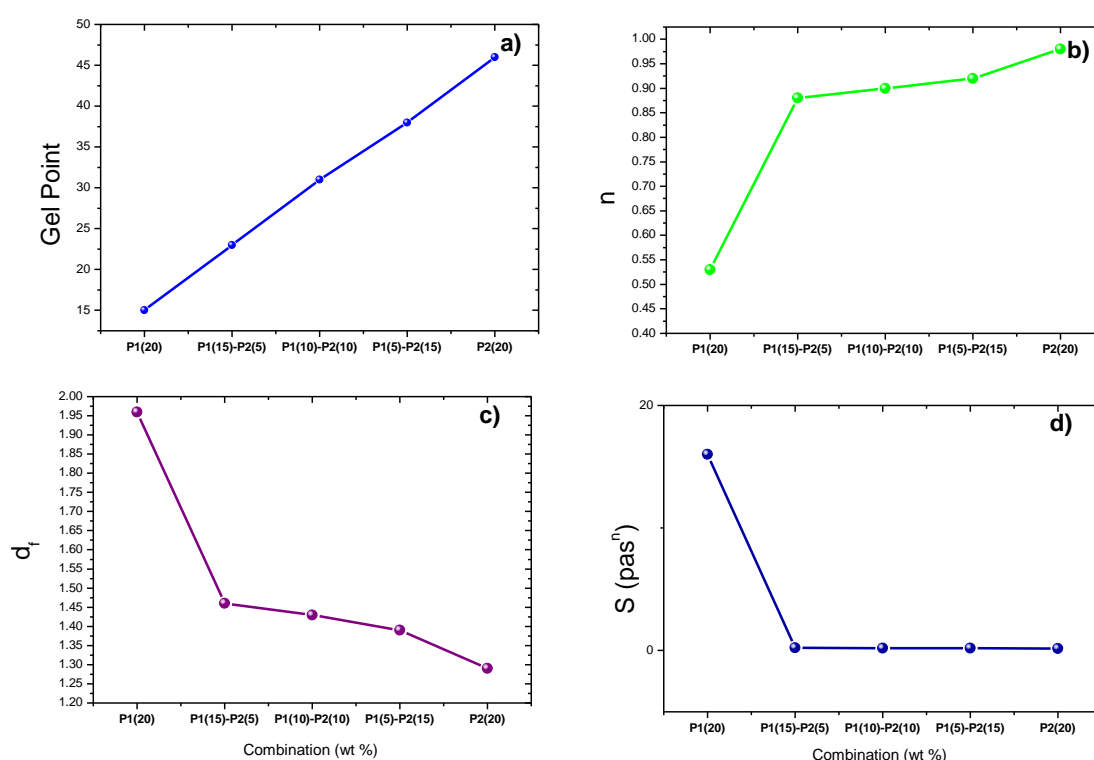 a)
50
45
40
35
30
25
20
15
Gel Point
P1(20) P1(15)-P2(5) P1(10)-P2(10) P1(5)-P2(15) P2(20)
b)
1.00
0.95
0.90
0.85
0.80
0.75
0.70
0.65
0.60
0.55
0.50
0.45
0.40
n
P1(20) P1(15)-P2(5) P1(10)-P2(10) P1(5)-P2(15) P2(20)
c)
2.00
1.95
1.90
1.85
1.80
1.75
1.70
1.65
1.60
1.55
1.50
1.45
1.40
1.35
1.30
1.25
1.20
d_f
P1(20) P1(15)-P2(5) P1(10)-P2(10) P1(5)-P2(15) P2(20)
Combination (wt %)
d)
20
0
S (pas^n)
P1(20) P1(15)-P2(5) P1(10)-P2(10) P1(5)-P2(15) P2(20)
Combination (wt %)